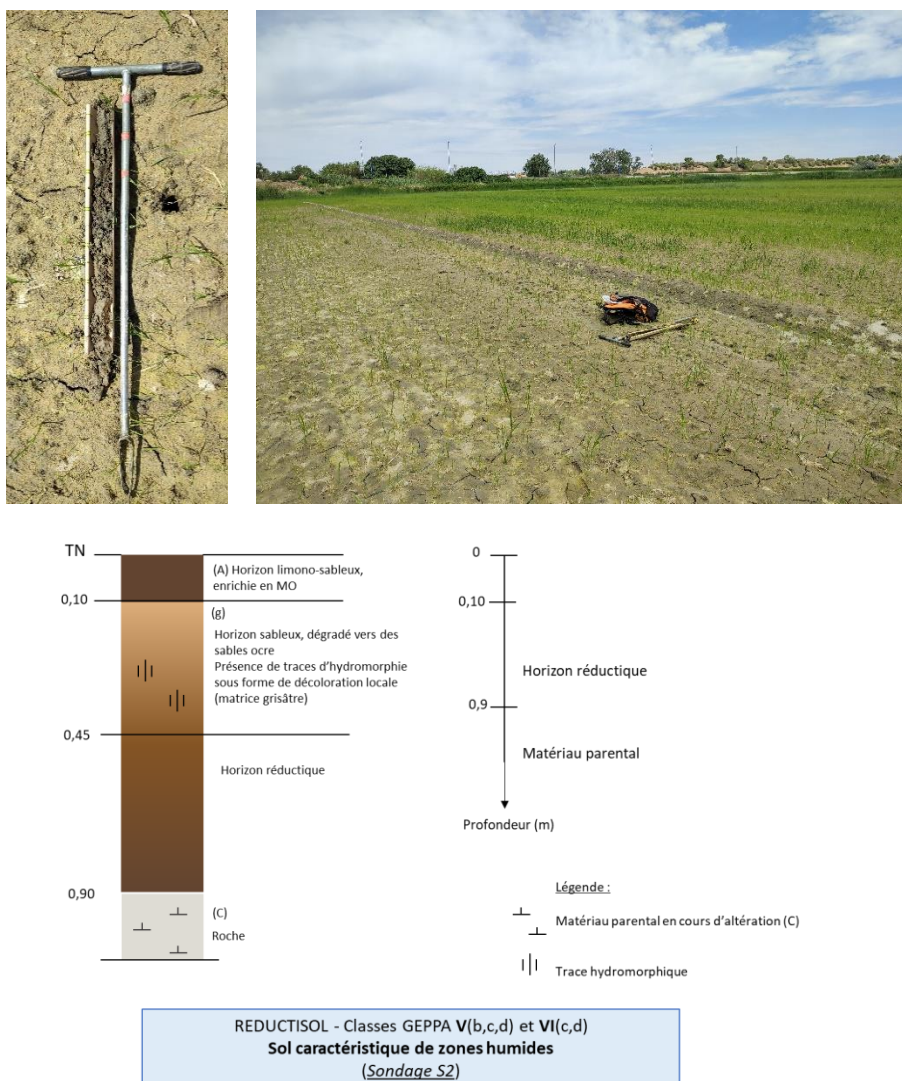 TN
(A) Horizon limono-sableux,
enrichie en MO
0,10
(g)
Horizon sableux, dégradé vers des
sables ocre
Présence de traces d’hydromorphie
sous forme de décoloration locale
(matrice grisâtre)
0,45
Horizon réductique
0,90
(C)
Roche
0
0,10
Horizon réductique
0,9
Matériau parental
Profondeur (m)
Légende :
Matériau parental en cours d’altération (C)
Trace hydromorphique
REDUCTISOL - Classes GEPPA V(b,c,d) et VI(c,d)
Sol caractéristique de zones humides
(Sondage S2)